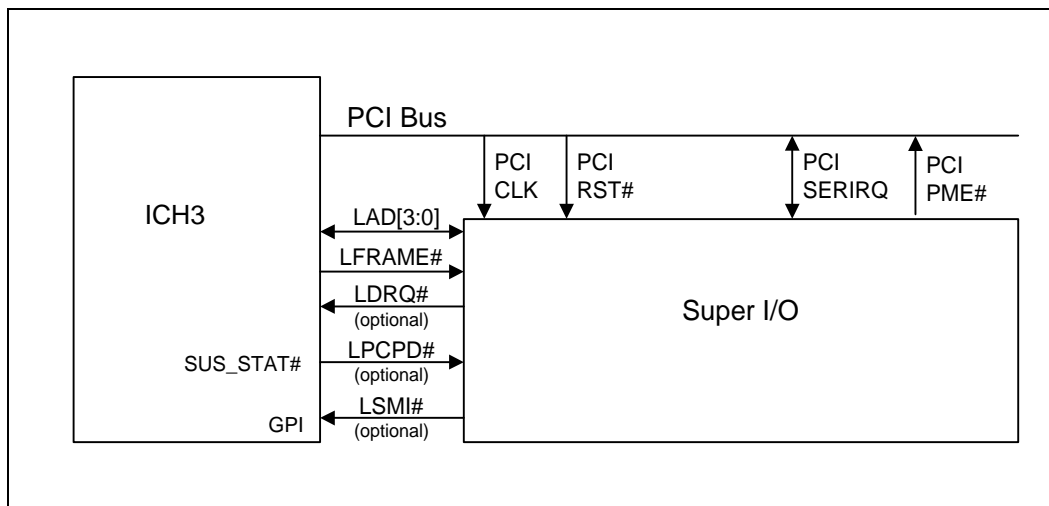 PCI Bus
PCI
CLK
PCI
RST#
PCI
SERIRQ
PCI
PME#
ICH3
LAD[3:0]
LFRAME#
LDRQ#
(optional)
Super I/O
SUS_STAT#
LPCPD#
(optional)
GPI
LSMI#
(optional)